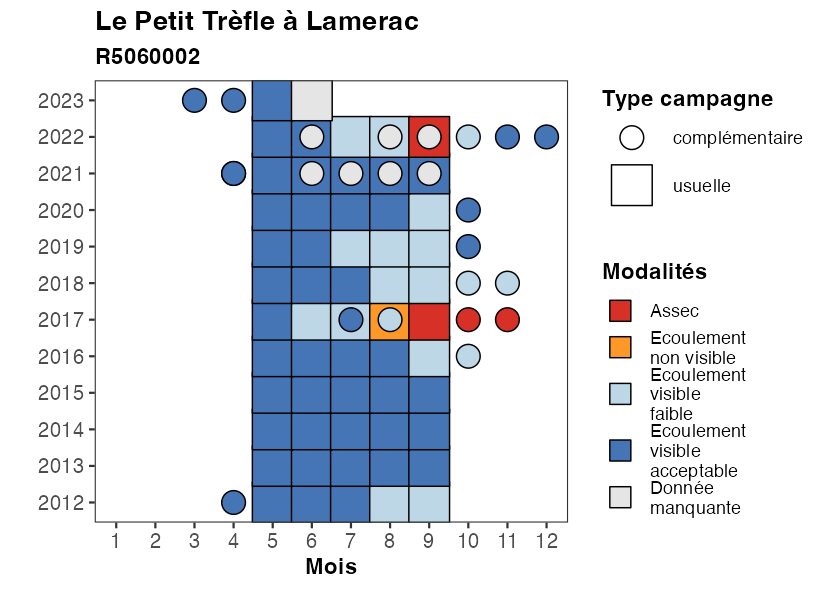 Le Petit Trèfle à Lamerac
R5060002
2023
2022
2021
2020
2019
2018
2017
2016
2015
2014
2013
2012
1 2 3 4 5 6 7 8 9 10 11 12
Mois
Type campagne
complémentaire
usuelle
Modalités
Assec
Ecoulement
non visible
Ecoulement
visible
faible
Ecoulement
visible
acceptable
Donnée
manquante